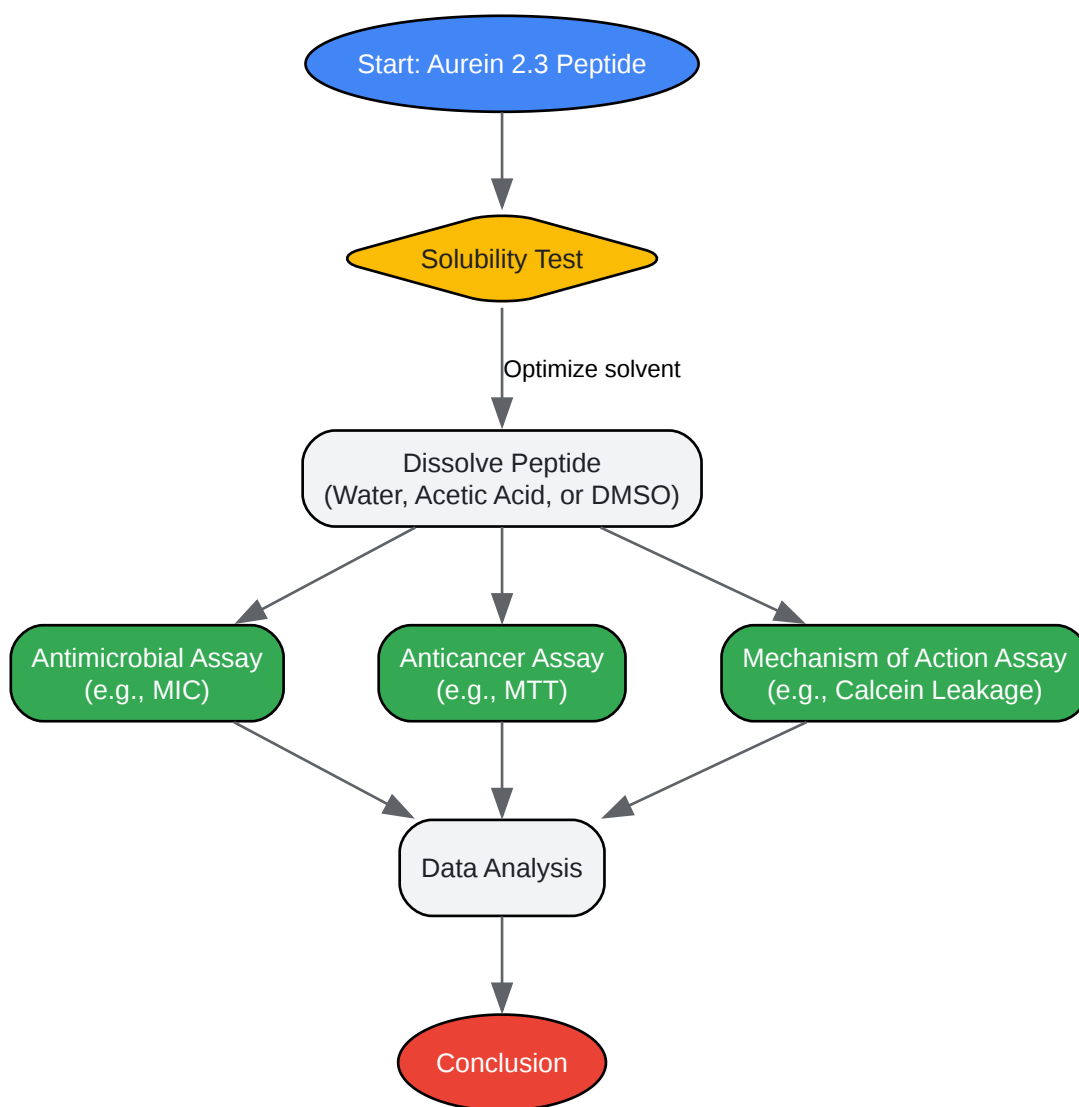 Start: Aurein 2.3 Peptide
Solubility Test
Optimize solvent
Dissolve Peptide
(Water, Acetic Acid, or DMSO)
Antimicrobial Assay
(e.g., MIC)
Anticancer Assay
(e.g., MTT)
Mechanism of Action Assay
(e.g., Calcein Leakage)
Data Analysis
Conclusion